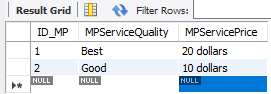 Result Grid Filter Rows:
ID_MP MPServiceQuality MPServicePrice
1 Best 20 dollars
2 Good 10 dollars
NULL NULL NULL